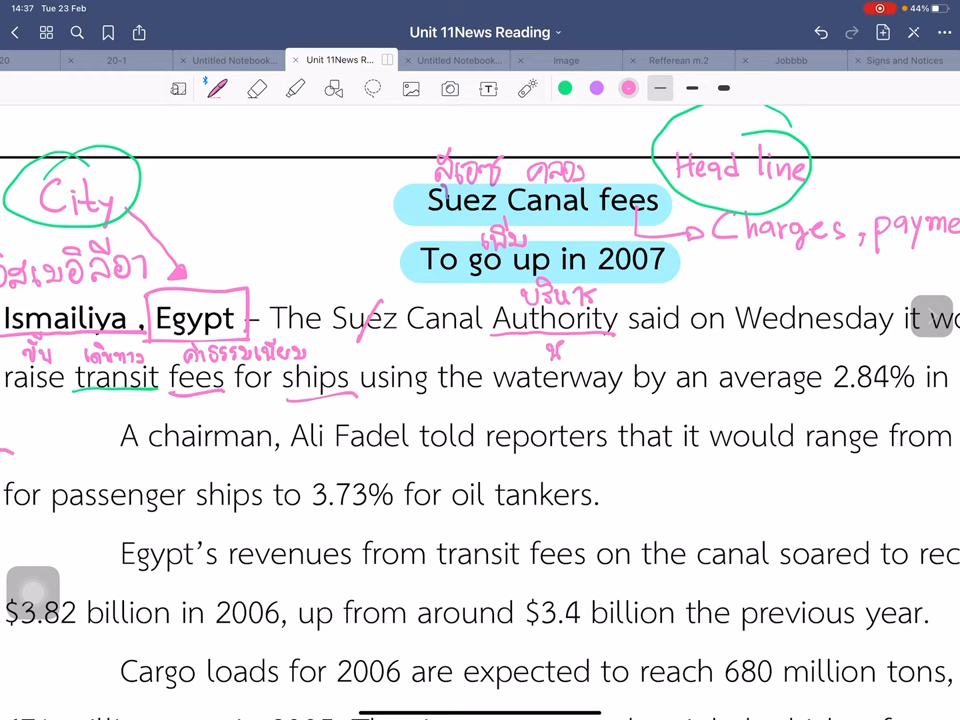 14:37 Tue 23 Feb
44%
Unit 11News Reading
20
20-1
Untitled Notebook...
Unit 11News R...
Untitled Notebook...
Image
Refferean m.2
Jobbbb
Signs and Notices
สุเอซ คลอง
Head line
City
Suez Canal fees
Charges, payme
เพิ่ม
To go up in 2007
อิสเมอิลีอา
บริหาร
Ismailiya , Egypt – The Suez Canal Authority said on Wednesday it wo
ขึ้น เดินทาง ค่าธรรมเนียม
raise transit fees for ships using the waterway by an average 2.84% in
A chairman, Ali Fadel told reporters that it would range from
for passenger ships to 3.73% for oil tankers.
Egypt's revenues from transit fees on the canal soared to rec
$3.82 billion in 2006, up from around $3.4 billion the previous year.
Cargo loads for 2006 are expected to reach 680 million tons,